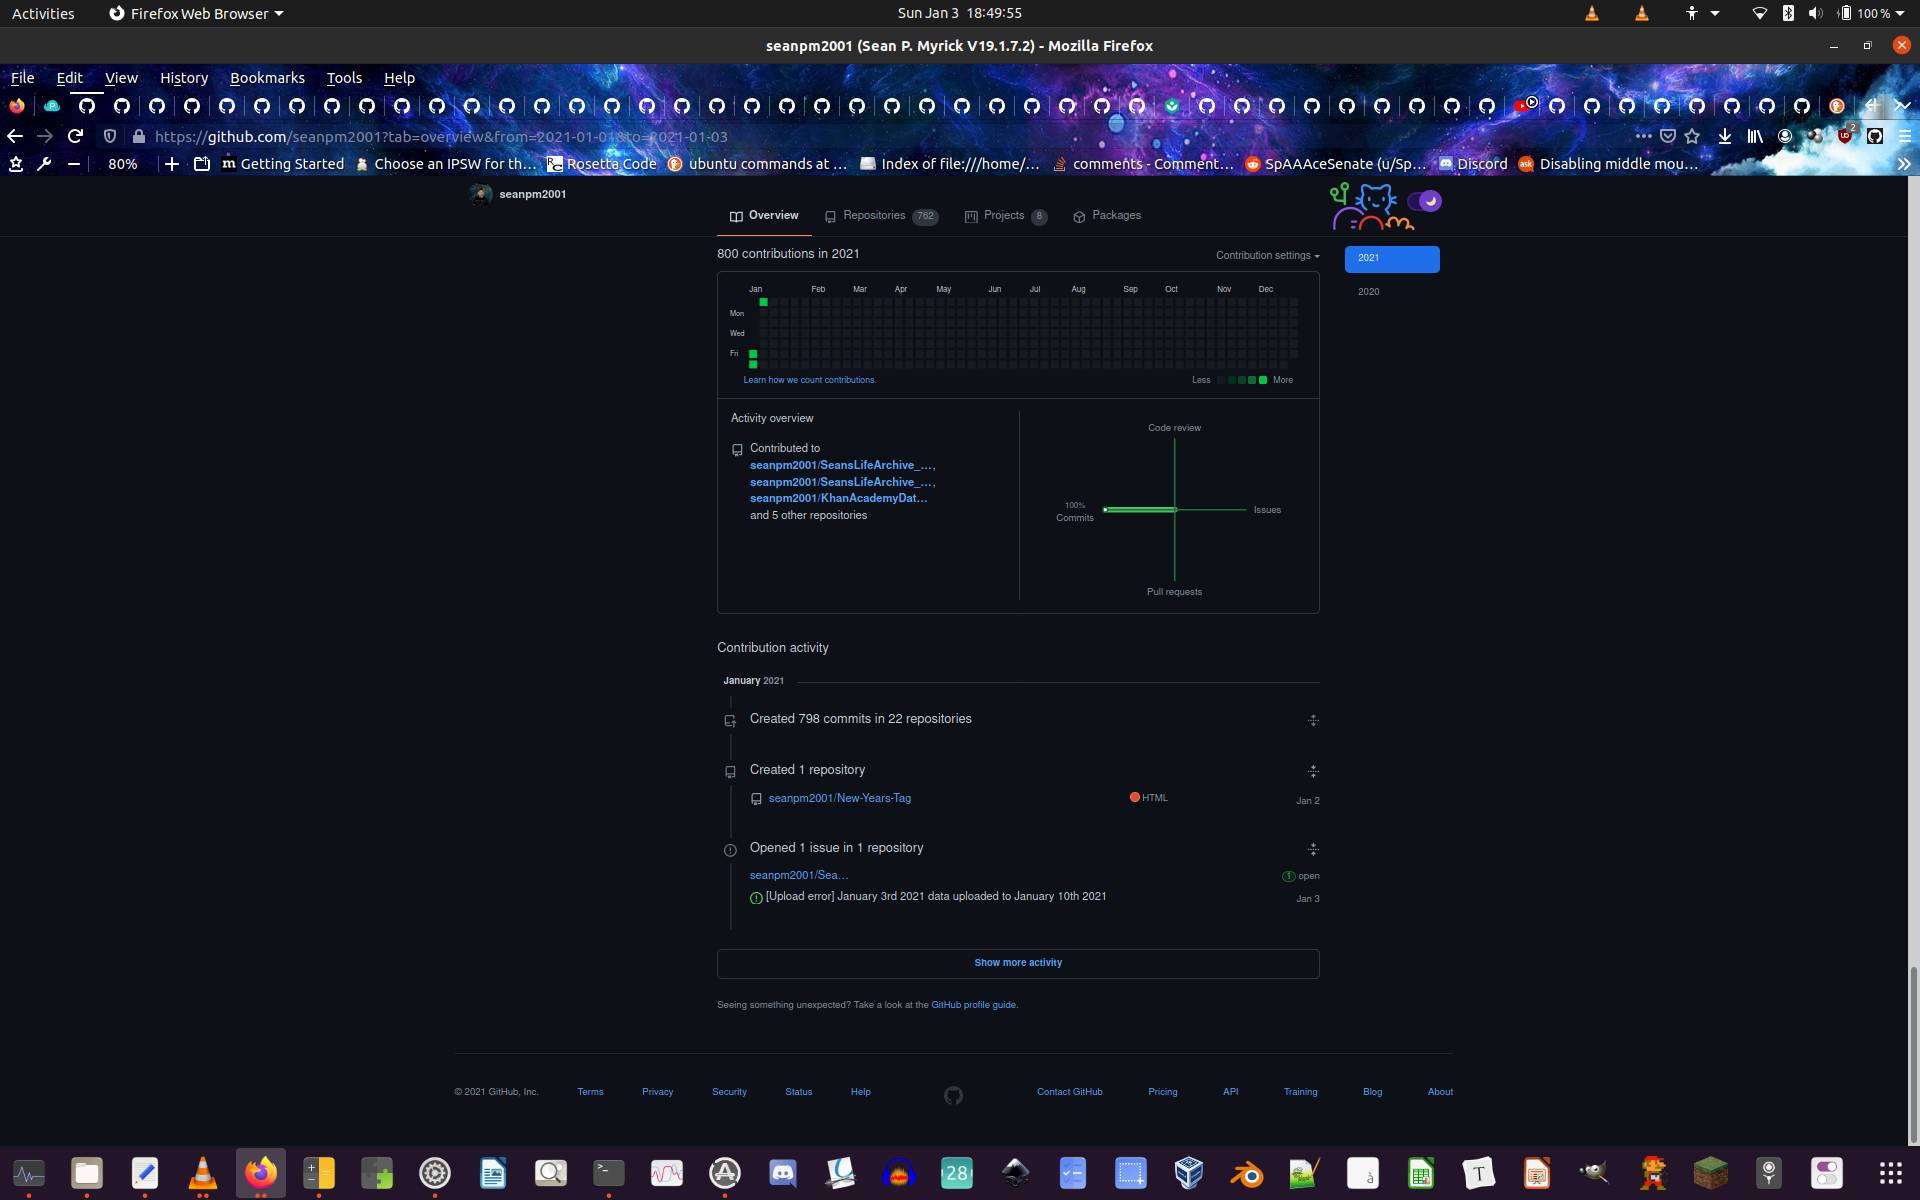 Activities
Firefox Web Browser
Sun Jan 3 18:49:55
100 %
seanpm2001 (Sean P. Myrick V19.1.7.2) - Mozilla Firefox
File Edit View History Bookmarks Tools Help
https://github.com/seanpm2001?tab=overview&from=2021-01-01&to=2021-01-03
2
80%
Getting Started
Choose an IPSW for th…
Rosetta Code
ubuntu commands at …
Index of file:///home/…
comments - Comment…
SpAAAceSenate (u/Sp…
Discord
Disabling middle mou…
seanpm2001
Overview
Repositories 762
Projects 8
Packages
800 contributions in 2021
Contribution settings
2021
2020
Jan Feb Mar Apr May Jun Jul Aug Sep Oct Nov Dec
Mon
Wed
Fri
Learn how we count contributions.
Less
More
Activity overview
Contributed to
seanpm2001/SeansLifeArchive_…,
seanpm2001/SeansLifeArchive_…,
seanpm2001/KhanAcademyDat…
and 5 other repositories
Code review
100%
Commits
Issues
Pull requests
Contribution activity
January 2021
Created 798 commits in 22 repositories
Created 1 repository
seanpm2001/New-Years-Tag
HTML
Jan 2
Opened 1 issue in 1 repository
seanpm2001/Sea…
1 open
[Upload error] January 3rd 2021 data uploaded to January 10th 2021
Jan 3
Show more activity
Seeing something unexpected? Take a look at the GitHub profile guide.
© 2021 GitHub, Inc. Terms Privacy Security Status Help Contact GitHub Pricing API Training Blog About
28